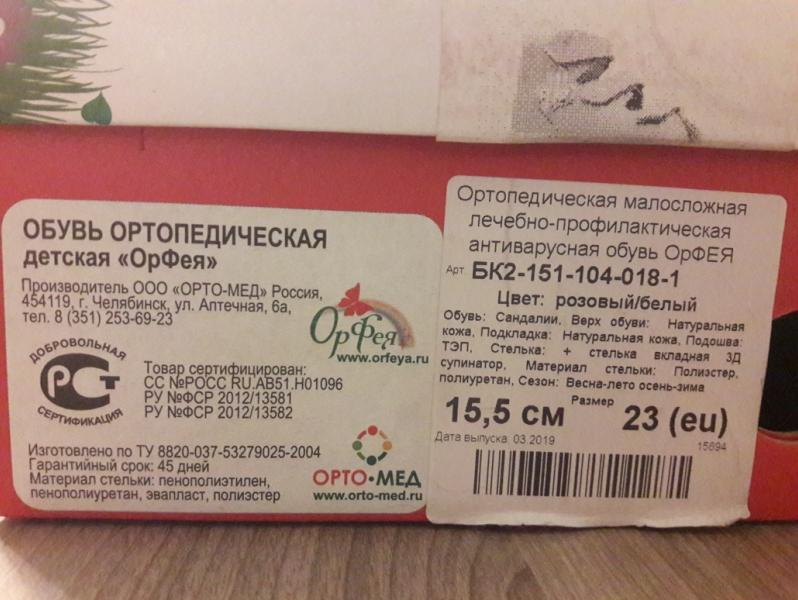 ОБУВЬ ОРТОПЕДИЧЕСКАЯ
детская «ОрФея»
Производитель ООО «ОРТО-МЕД» Россия,
454119, г. Челябинск, ул. Аптечная, 6а,
тел. 8 (351) 253-69-23
ОрФея
www.orfeya.ru
ДОБРОВОЛЬНАЯ
РСТ
СЕРТИФИКАЦИЯ
Товар сертифицирован:
СС №РОСС RU.АВ51.Н01096
РУ №ФСР 2012/13581
РУ №ФСР 2012/13582
Изготовлено по ТУ 8820-037-53279025-2004
Гарантийный срок: 45 дней
Материал стельки: пенополиэтилен,
пенополиуретан, эвапласт, полиэстер
ОРТО•МЕД
www.orto-med.ru
Ортопедическая малосложная
лечебно-профилактическая
антиварусная обувь ОрФЕЯ
Арт БК2-151-104-018-1
Цвет: розовый/белый
Обувь: Сандалии, Верх обуви: Натуральная
кожа, Подкладка: Натуральная кожа, Подошва:
ТЭП, Стелька: + стелька вкладная 3Д
супинатор, Материал стельки: Полиэстер,
полиуретан, Сезон: Весна-лето осень-зима
15,5 см Размер 23 (eu)
Дата выпуска 03.2019
15694